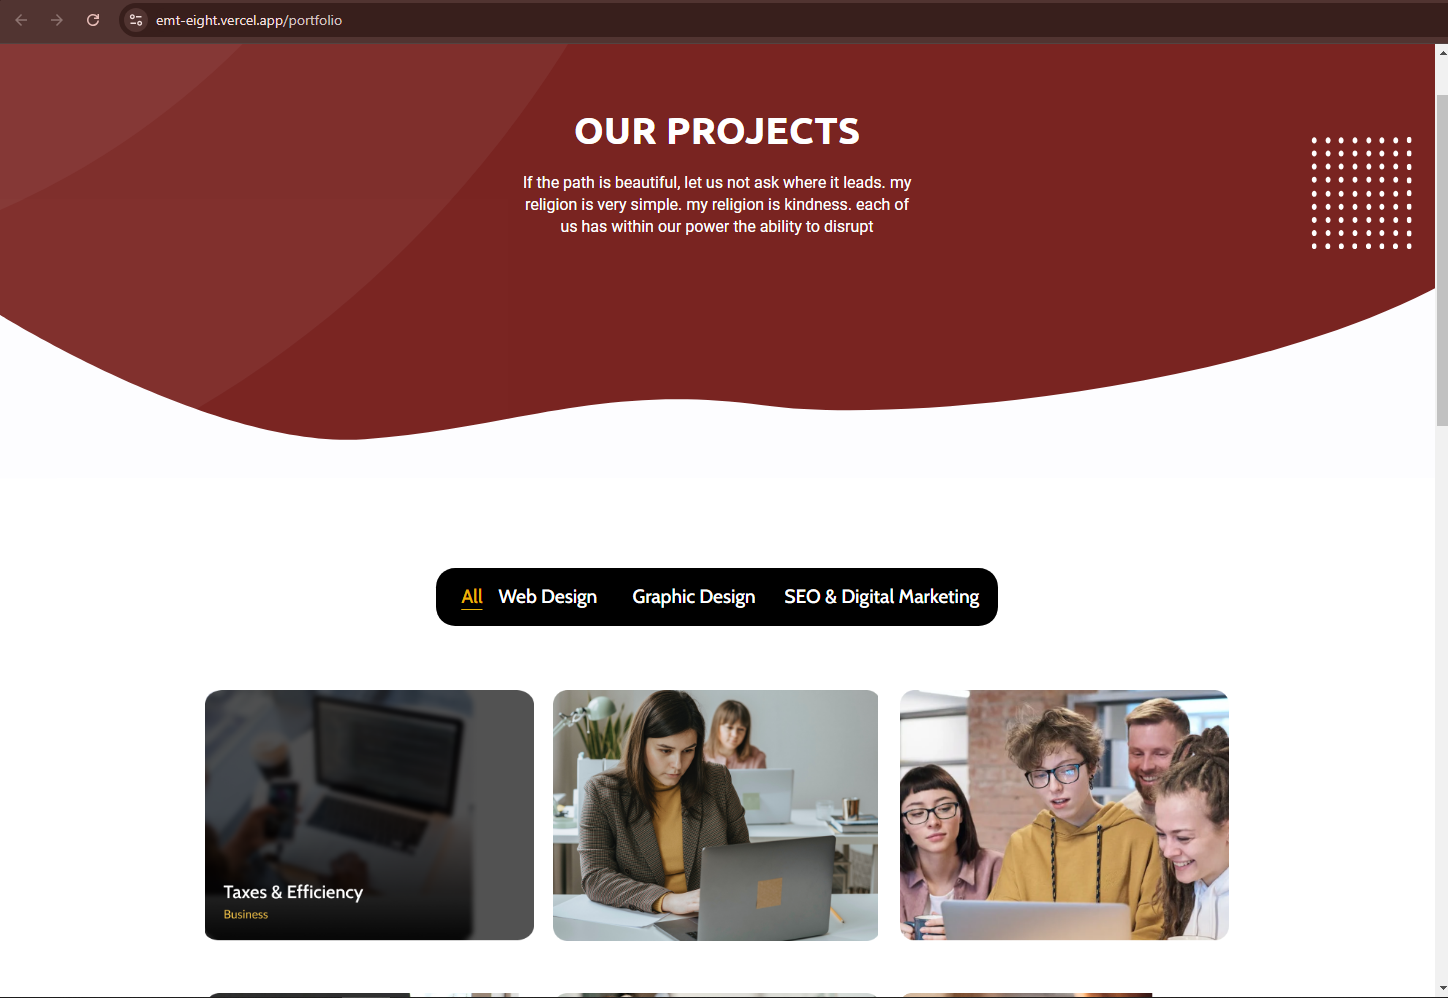 emt-eight.vercel.app/portfolio
OUR PROJECTS
If the path is beautiful, let us not ask where it leads. my
religion is very simple. my religion is kindness. each of
us has within our power the ability to disrupt
All Web Design Graphic Design SEO & Digital Marketing
Taxes & Efficiency
Business